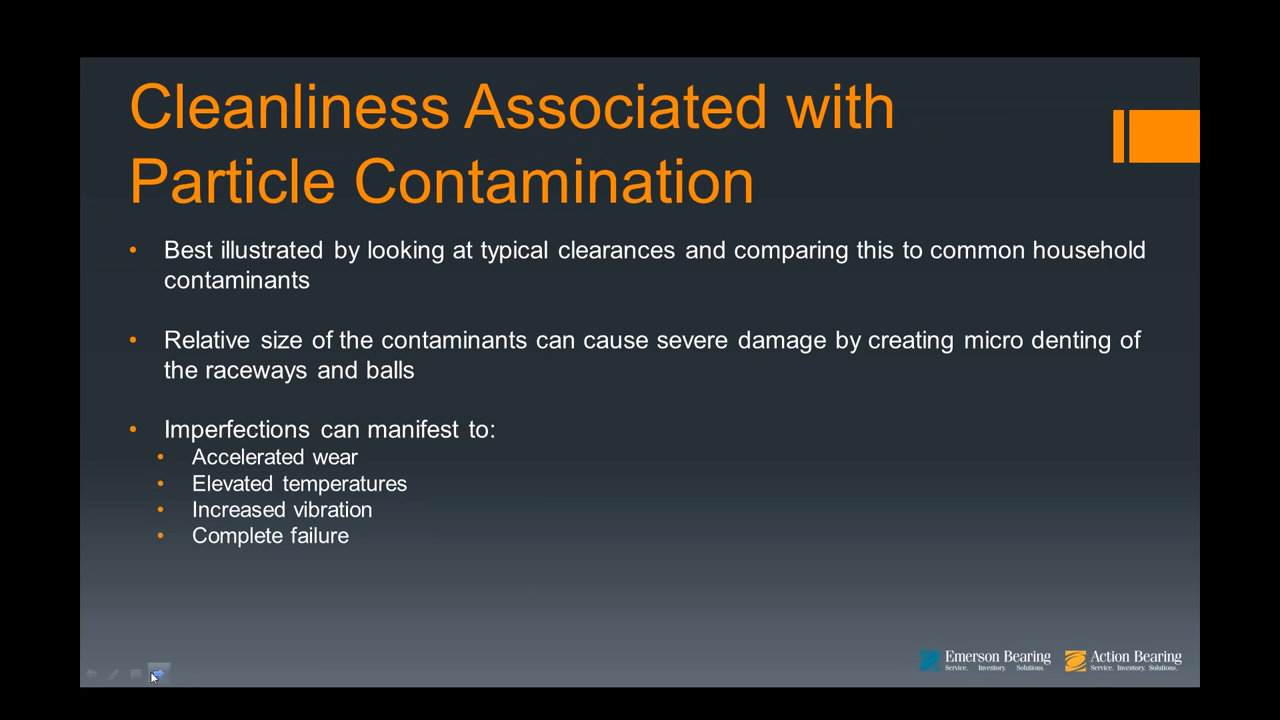 Cleanliness Associated with
Particle Contamination
• Best illustrated by looking at typical clearances and comparing this to common household
contaminants
• Relative size of the contaminants can cause severe damage by creating micro denting of
the raceways and balls
• Imperfections can manifest to:
• Accelerated wear
• Elevated temperatures
• Increased vibration
• Complete failure
Emerson Bearing
Service. Inventory. Solutions.
Action Bearing
Service. Inventory. Solutions.